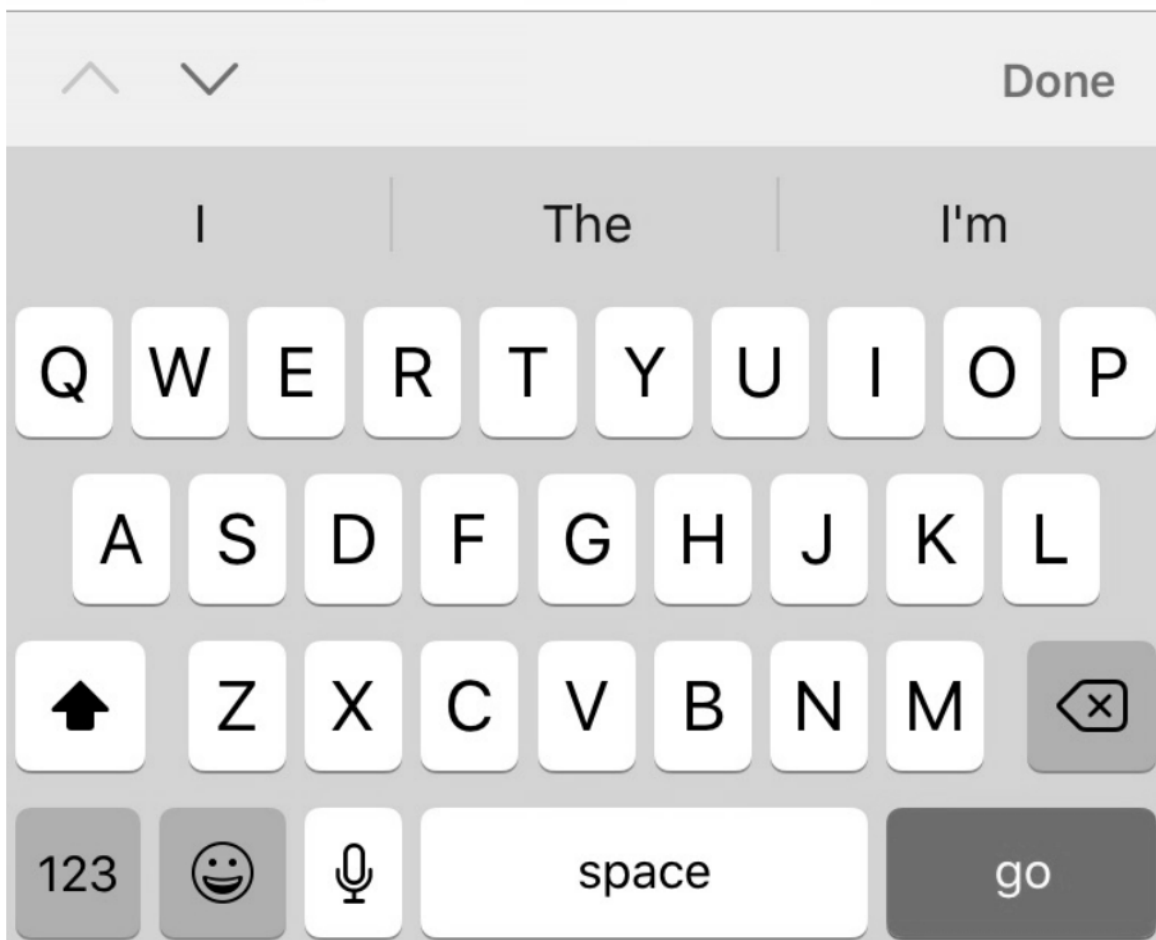 Done
I The I'm
Q W E R T Y U I O P
A S D F G H J K L
Z X C V B N M
123 space go